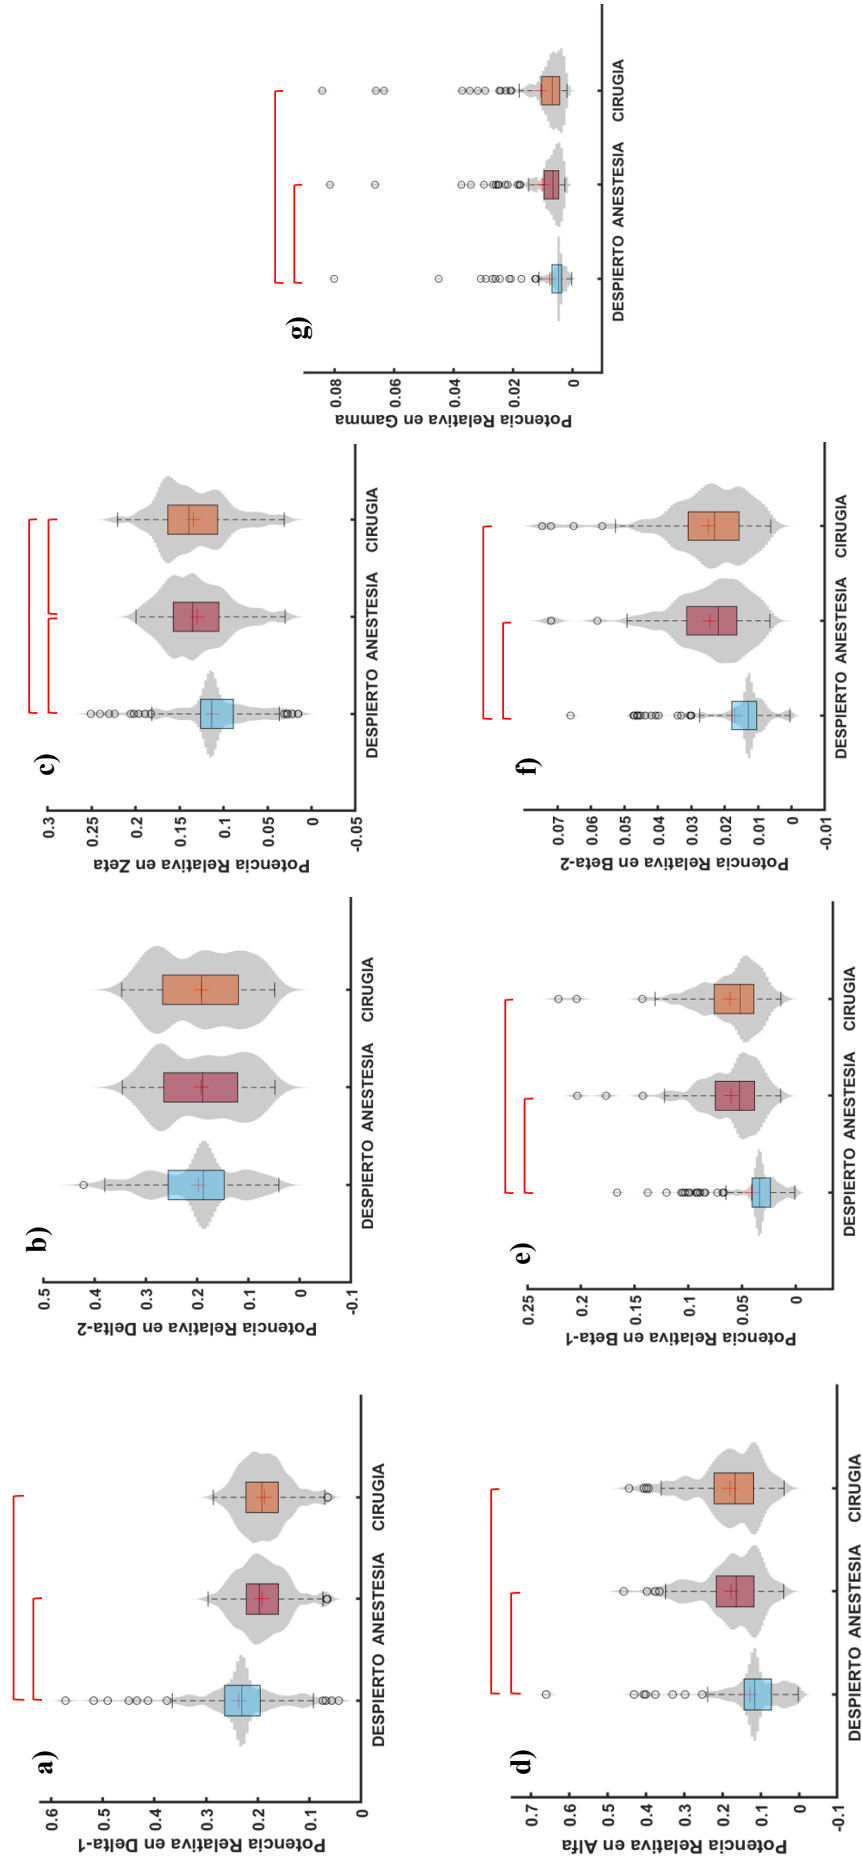 a)
Potencia Relativa en Delta-1
0.6
0.5
0.4
0.3
0.2
0.1
0
DESPIERTO ANESTESIA CIRUGIA
b)
Potencia Relativa en Delta-2
0.5
0.4
0.3
0.2
0.1
0
-0.1
DESPIERTO ANESTESIA CIRUGIA
c)
Potencia Relativa en Zeta
0.3
0.25
0.2
0.15
0.1
0.05
0
-0.05
DESPIERTO ANESTESIA CIRUGIA
d)
Potencia Relativa en Alfa
0.7
0.6
0.5
0.4
0.3
0.2
0.1
0
-0.1
DESPIERTO ANESTESIA CIRUGIA
e)
Potencia Relativa en Beta-1
0.25
0.2
0.15
0.1
0.05
0
DESPIERTO ANESTESIA CIRUGIA
f)
Potencia Relativa en Beta-2
0.07
0.06
0.05
0.04
0.03
0.02
0.01
0
-0.01
DESPIERTO ANESTESIA CIRUGIA
g)
Potencia Relativa en Gamma
0.08
0.06
0.04
0.02
0
DESPIERTO ANESTESIA CIRUGIA